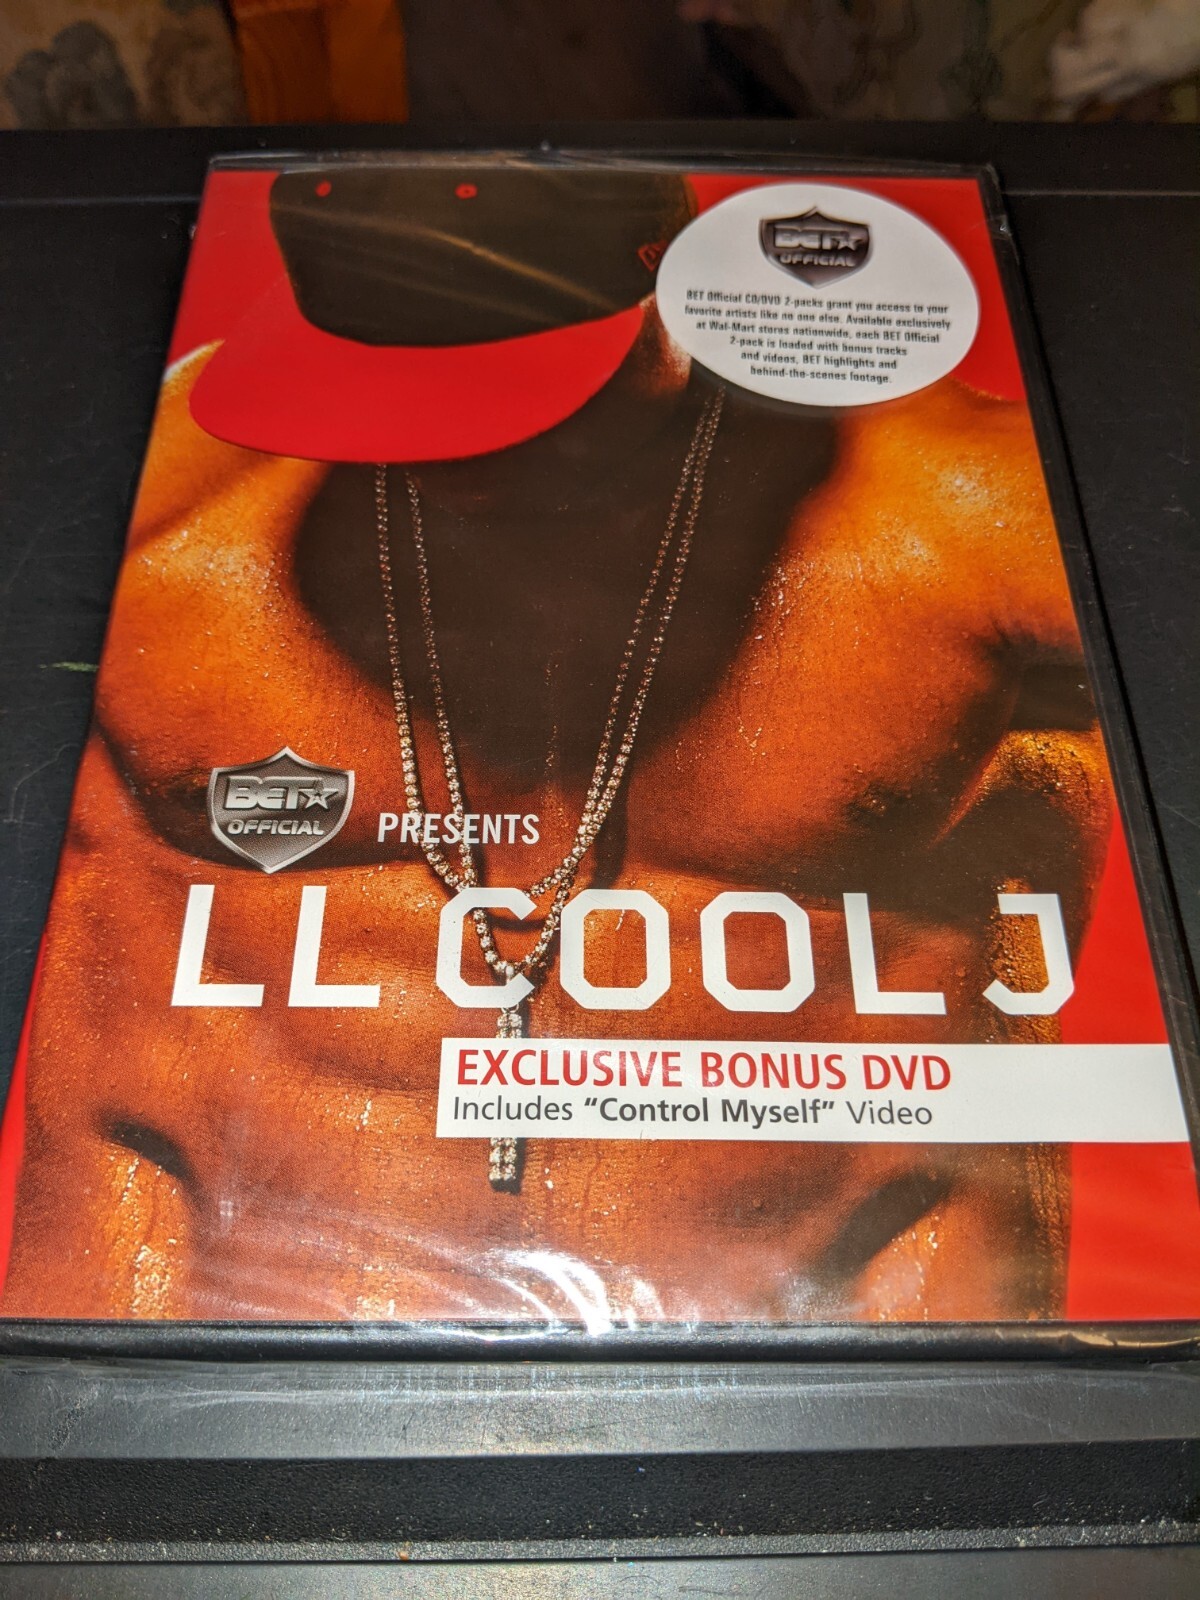 BET★
OFFICIAL
BET Official CD/DVD 2-packs grant you access to your
favorite artists like no one else. Available exclusively
at Wal-Mart stores nationwide, each BET Official
2-pack is loaded with bonus tracks
and videos, BET highlights and
behind-the-scenes footage.
BET★
OFFICIAL
PRESENTS
LL COOL J
EXCLUSIVE BONUS DVD
Includes "Control Myself" Video